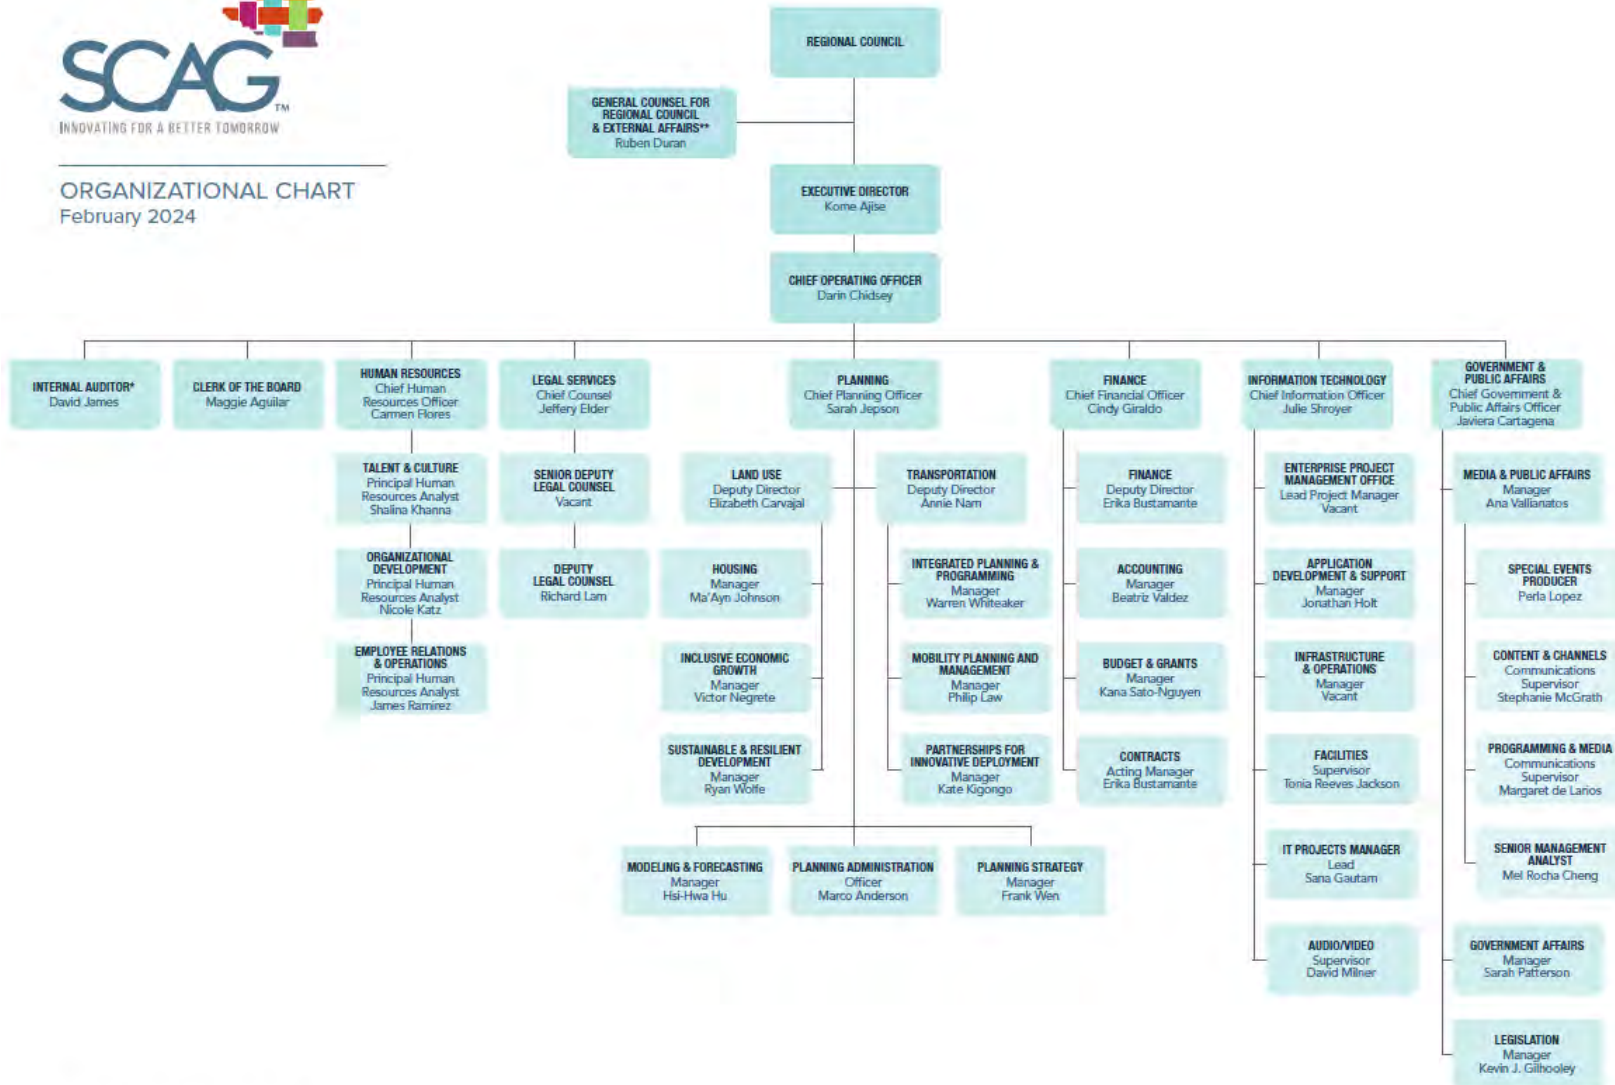 SCAG
TM
INNOVATING FOR A BETTER TOMORROW
ORGANIZATIONAL CHART
February 2024
REGIONAL COUNCIL
GENERAL COUNSEL FOR
REGIONAL COUNCIL
& EXTERNAL AFFAIRS**
Ruben Duran
EXECUTIVE DIRECTOR
Kome Ajise
CHIEF OPERATING OFFICER
Darin Chidsey
INTERNAL AUDITOR*
David James
CLERK OF THE BOARD
Maggie Aguilar
HUMAN RESOURCES
Chief Human
Resources Officer
Carmen Flores
TALENT & CULTURE
Principal Human
Resources Analyst
Shalina Khanna
ORGANIZATIONAL
DEVELOPMENT
Principal Human
Resources Analyst
Nicole Katz
EMPLOYEE RELATIONS
& OPERATIONS
Principal Human
Resources Analyst
James Ramirez
LEGAL SERVICES
Chief Counsel
Jeffery Elder
SENIOR DEPUTY
LEGAL COUNSEL
Vacant
DEPUTY
LEGAL COUNSEL
Richard Lam
PLANNING
Chief Planning Officer
Sarah Jepson
LAND USE
Deputy Director
Elizabeth Carvajal
HOUSING
Manager
Ma'Ayn Johnson
INCLUSIVE ECONOMIC
GROWTH
Manager
Victor Negrete
SUSTAINABLE & RESILIENT
DEVELOPMENT
Manager
Ryan Wolfe
TRANSPORTATION
Deputy Director
Annie Nam
INTEGRATED PLANNING &
PROGRAMMING
Manager
Warren Whiteaker
MOBILITY PLANNING AND
MANAGEMENT
Manager
Philip Law
PARTNERSHIPS FOR
INNOVATIVE DEPLOYMENT
Manager
Kate Kigongo
MODELING & FORECASTING
Manager
Hsi-Hwa Hu
PLANNING ADMINISTRATION
Officer
Marco Anderson
PLANNING STRATEGY
Manager
Frank Wen
FINANCE
Chief Financial Officer
Cindy Giraldo
FINANCE
Deputy Director
Erika Bustamante
ACCOUNTING
Manager
Beatriz Valdez
BUDGET & GRANTS
Manager
Kana Sato-Nguyen
CONTRACTS
Acting Manager
Erika Bustamante
INFORMATION TECHNOLOGY
Chief Information Officer
Julie Shroyer
ENTERPRISE PROJECT
MANAGEMENT OFFICE
Lead Project Manager
Vacant
APPLICATION
DEVELOPMENT & SUPPORT
Manager
Jonathan Holt
INFRASTRUCTURE
& OPERATIONS
Manager
Vacant
FACILITIES
Supervisor
Tonia Reeves Jackson
IT PROJECTS MANAGER
Lead
Sana Gautam
AUDIO/VIDEO
Supervisor
David Milner
GOVERNMENT &
PUBLIC AFFAIRS
Chief Government &
Public Affairs Officer
Javiera Cartagena
MEDIA & PUBLIC AFFAIRS
Manager
Ana Vallianatos
SPECIAL EVENTS
PRODUCER
Perla Lopez
CONTENT & CHANNELS
Communications
Supervisor
Stephanie McGrath
PROGRAMMING & MEDIA
Communications
Supervisor
Margaret de Larios
SENIOR MANAGEMENT
ANALYST
Mel Rocha Cheng
GOVERNMENT AFFAIRS
Manager
Sarah Patterson
LEGISLATION
Manager
Kevin J. Gilhooley